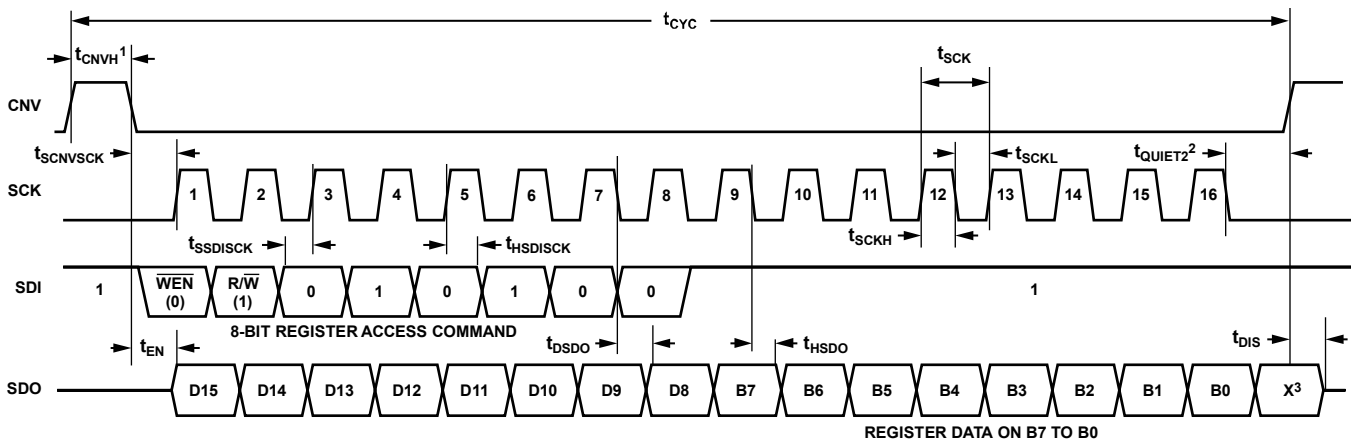 tCYC
tCNVH1
tSCK
CNV
tSCNVSCK
tSCKL
tQUIET2 2
SCK
1 2 3 4 5 6 7 8 9 10 11 12 13 14 15 16
tSSDISCK
tHSDISCK
tSCKH
SDI
1 WEN (0) R/W (1) 0 1 0 1 0 0 1
8-BIT REGISTER ACCESS COMMAND
tEN
tDSDO
tHSDO
tDIS
SDO
D15 D14 D13 D12 D11 D10 D9 D8 B7 B6 B5 B4 B3 B2 B1 B0 X3
REGISTER DATA ON B7 TO B0